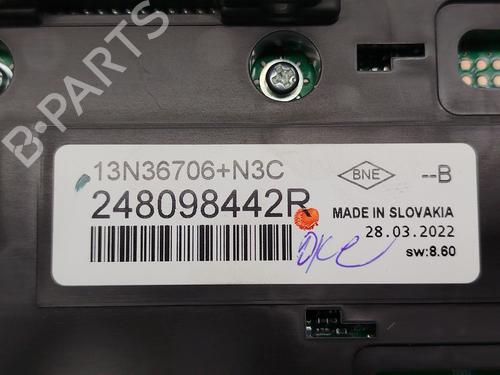 B-PARTS
13N36706+N3C
BNE
--B
248098442R
MADE IN SLOVAKIA
28.03.2022
sw:8.60